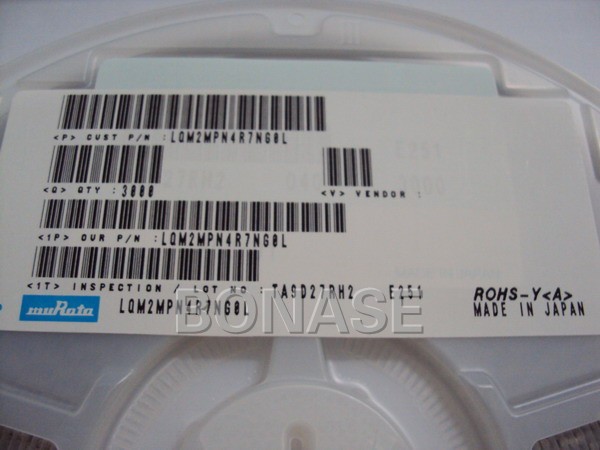 <P> CUST P/N :LQM2MPN4R7NG0L
<Q> QTY :3000 <V> VENDOR :
<1P> OUR P/N :LQM2MPN4R7NG0L
<1T> INSPECTION / LOT NO :TA9D27RH2 E251
muRata LQM2MPN4R7NG0L
ROHS-Y<A>
MADE IN JAPAN
BONASE